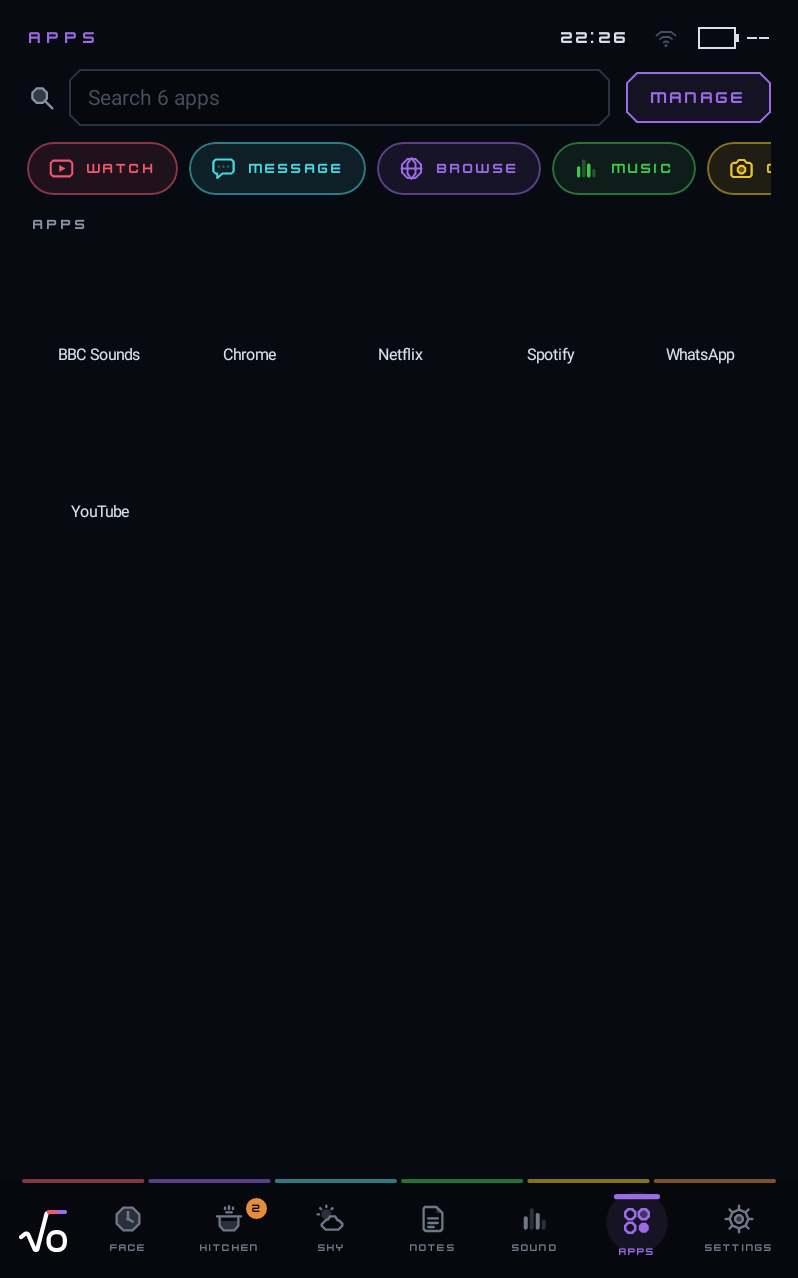 APPS
22:26
--
Search 6 apps
MANAGE
WATCH
MESSAGE
BROWSE
MUSIC
APPS
BBC Sounds
Chrome
Netflix
Spotify
WhatsApp
YouTube
2
√o
FACE
KITCHEN
SKY
NOTES
SOUND
APPS
SETTINGS